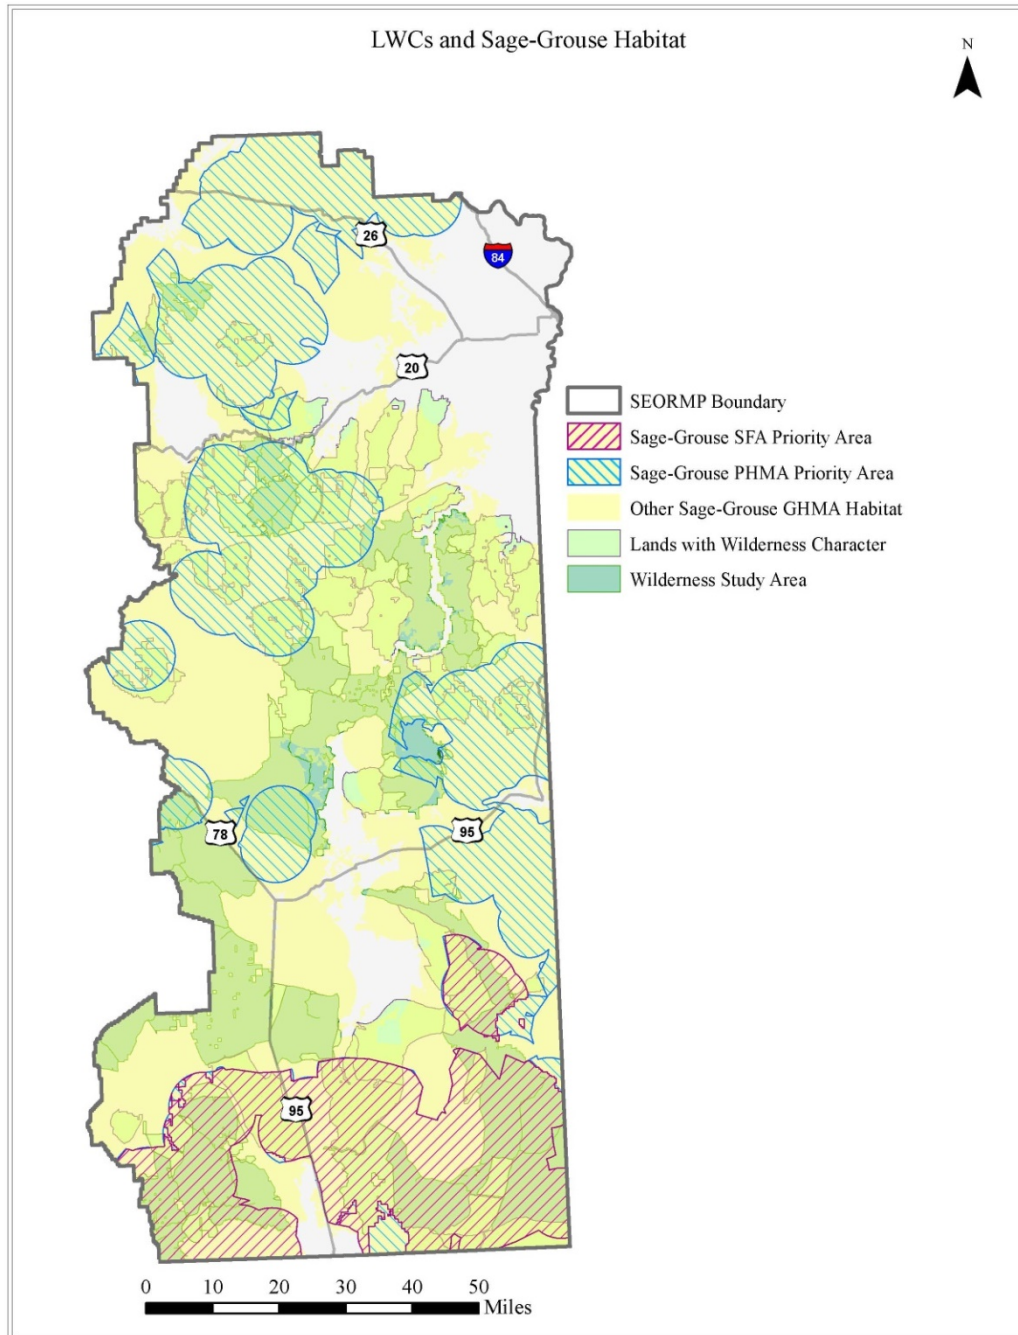 LWCs and Sage-Grouse Habitat
N
26
84
20
SEORMP Boundary
Sage-Grouse SFA Priority Area
Sage-Grouse PHMA Priority Area
Other Sage-Grouse GHMA Habitat
Lands with Wilderness Character
Wilderness Study Area
78
95
95
0 10 20 30 40 50
Miles